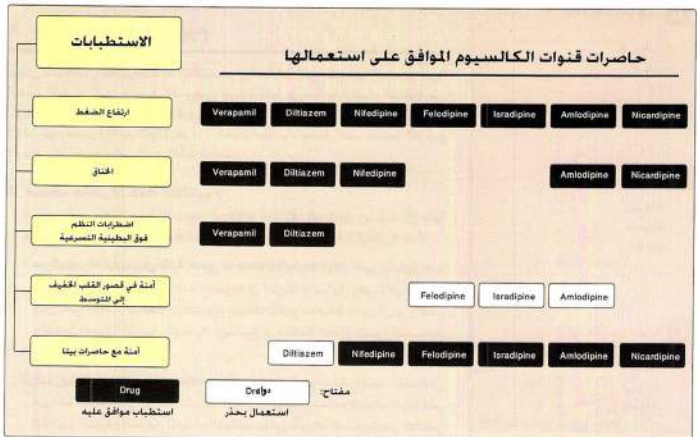 الاستطبابات
حاصرات قنوات الكالسيوم الموافق على استعمالها
ارتفاع الضغط
Verapamil Diltiazem Nifedipine Felodipine Isradipine Amlodipine Nicardipine
الخناق
Verapamil Diltiazem Nifedipine Amlodipine Nicardipine
اضطرابات النظم
فوق البطينية التسرعية
Verapamil Diltiazem
آمنة في قصور القلب الخفيف
إلى المتوسط
Felodipine Isradipine Amlodipine
آمنة مع حاصرات بيتا
Diltiazem Nifedipine Felodipine Isradipine Amlodipine Nicardipine
مفتاح:
Drug
استعمال بحذر
استطباب موافق عليه